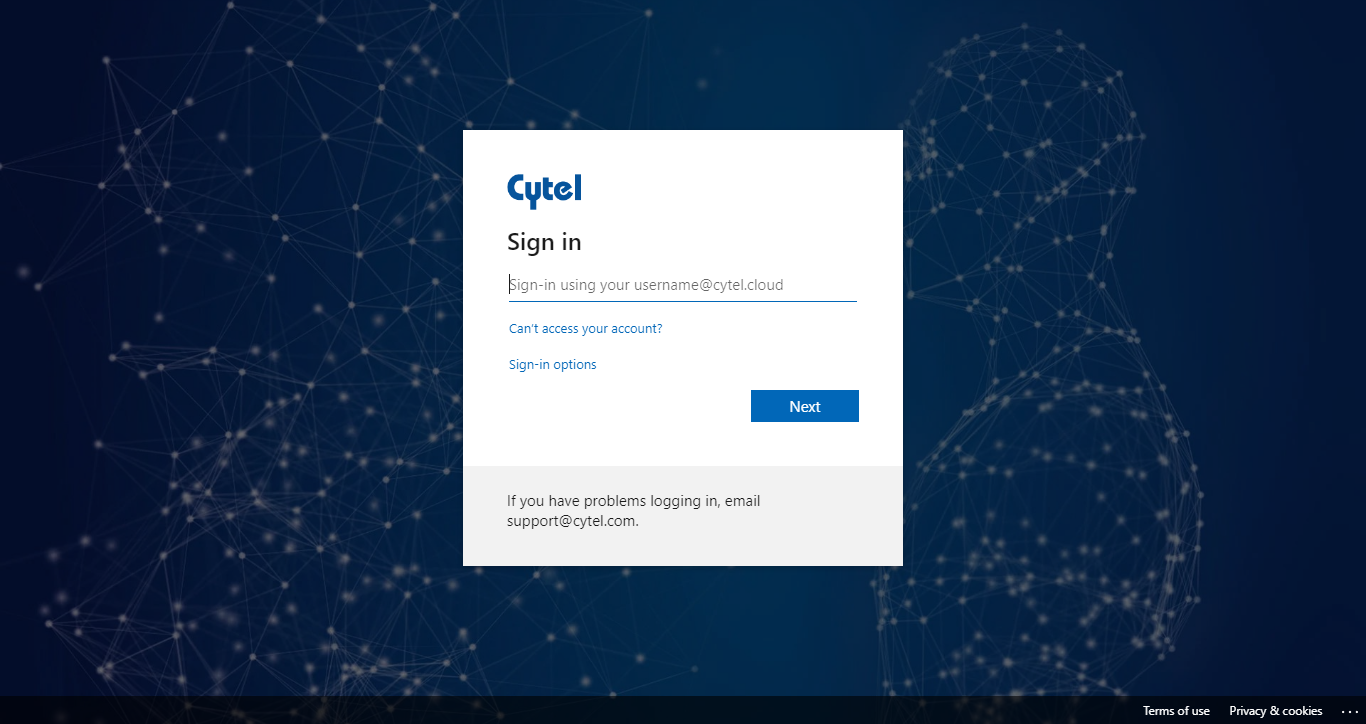 Cytel
Sign in
Sign-in using your username@cytel.cloud
Can't access your account?
Sign-in options
Next
If you have problems logging in, email
support@cytel.com.
Terms of use
Privacy & cookies
...